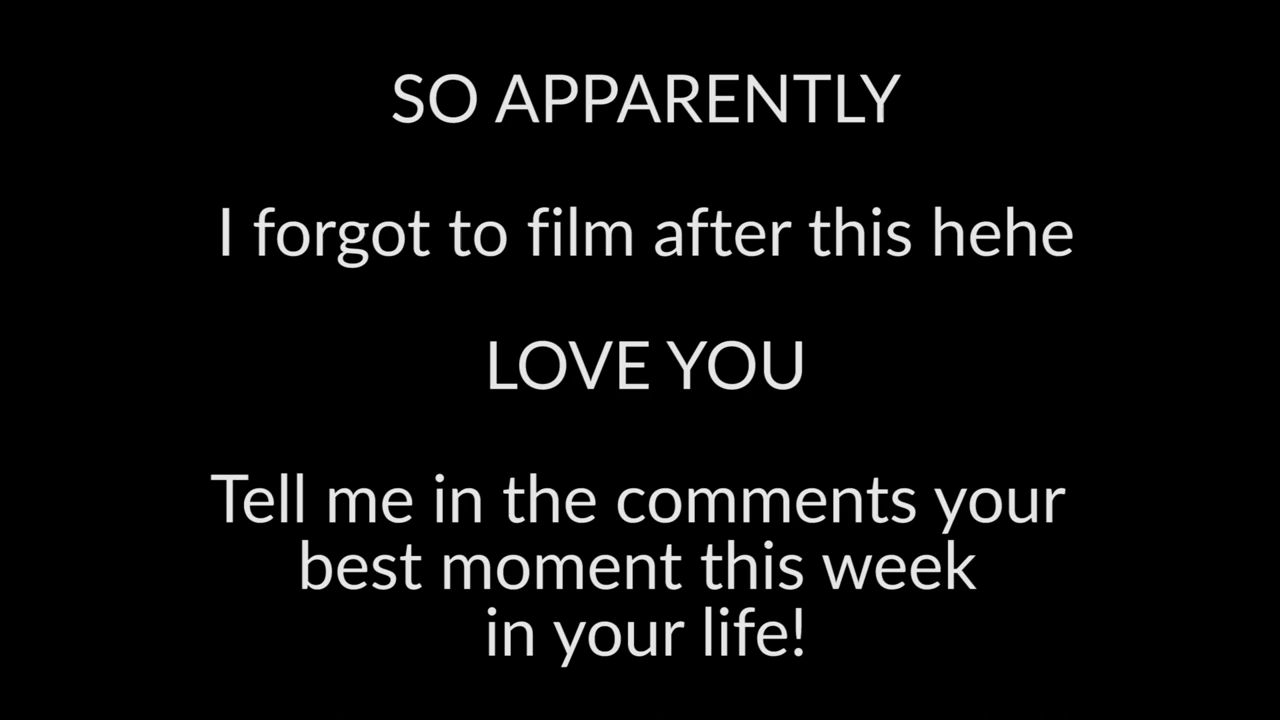 SO APPARENTLY
I forgot to film after this hehe
LOVE YOU
Tell me in the comments your
best moment this week
in your life!